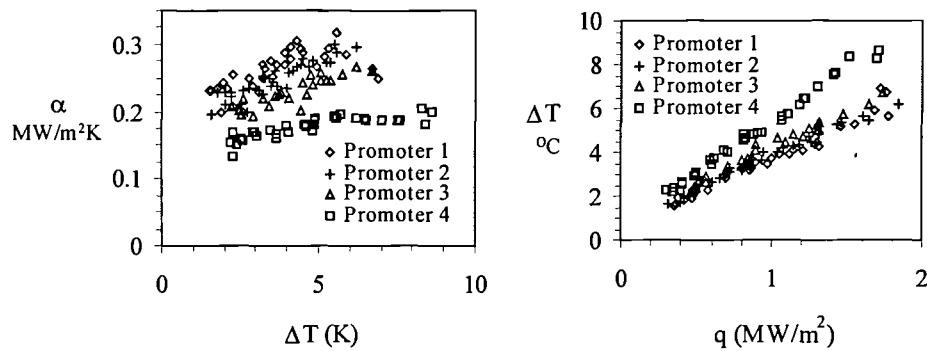 0.3
α 0.2
MW/m²K
0.1
0
Promoter 1
Promoter 2
Promoter 3
Promoter 4
0 5 10
ΔT (K)
10
ΔT 8
°C 6
4
2
0
Promoter 1
Promoter 2
Promoter 3
Promoter 4
0 1 2
q (MW/m²)